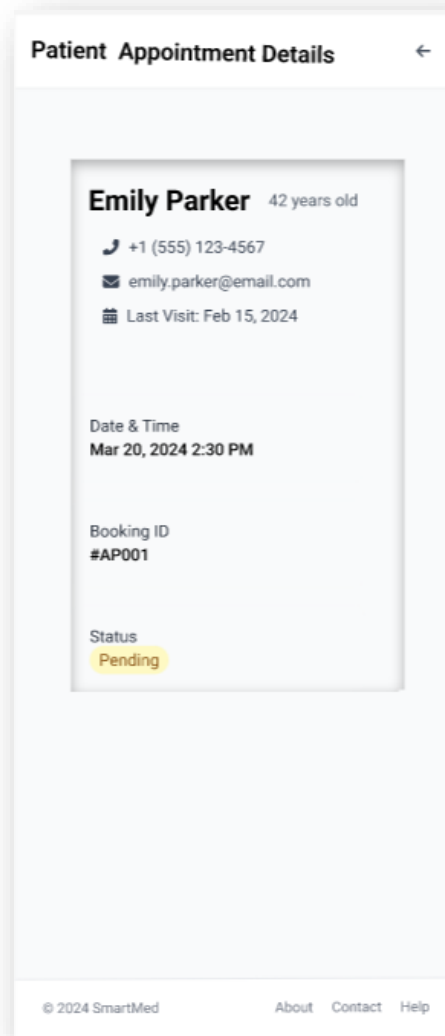 Patient Appointment Details
Emily Parker 42 years old
+1 (555) 123-4567
emily.parker@email.com
Last Visit: Feb 15, 2024
Date & Time
Mar 20, 2024 2:30 PM
Booking ID
#AP001
Status
Pending
© 2024 SmartMed About Contact Help